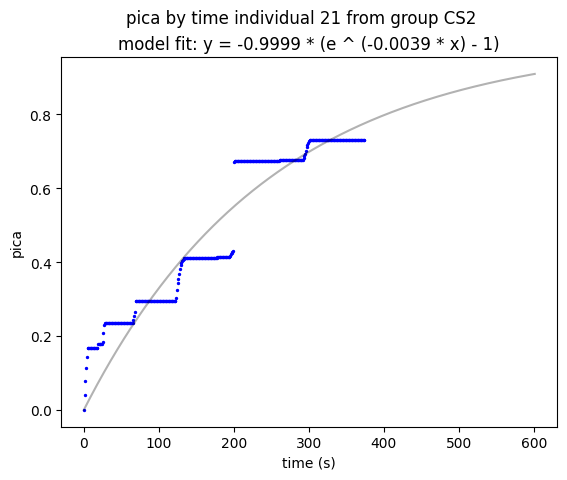 pica by time individual 21 from group CS2
model fit: y = -0.9999 * (e ^ (-0.0039 * x) - 1)
0.8
0.6
0.4
0.2
0.0
pica
0 100 200 300 400 500 600
time (s)